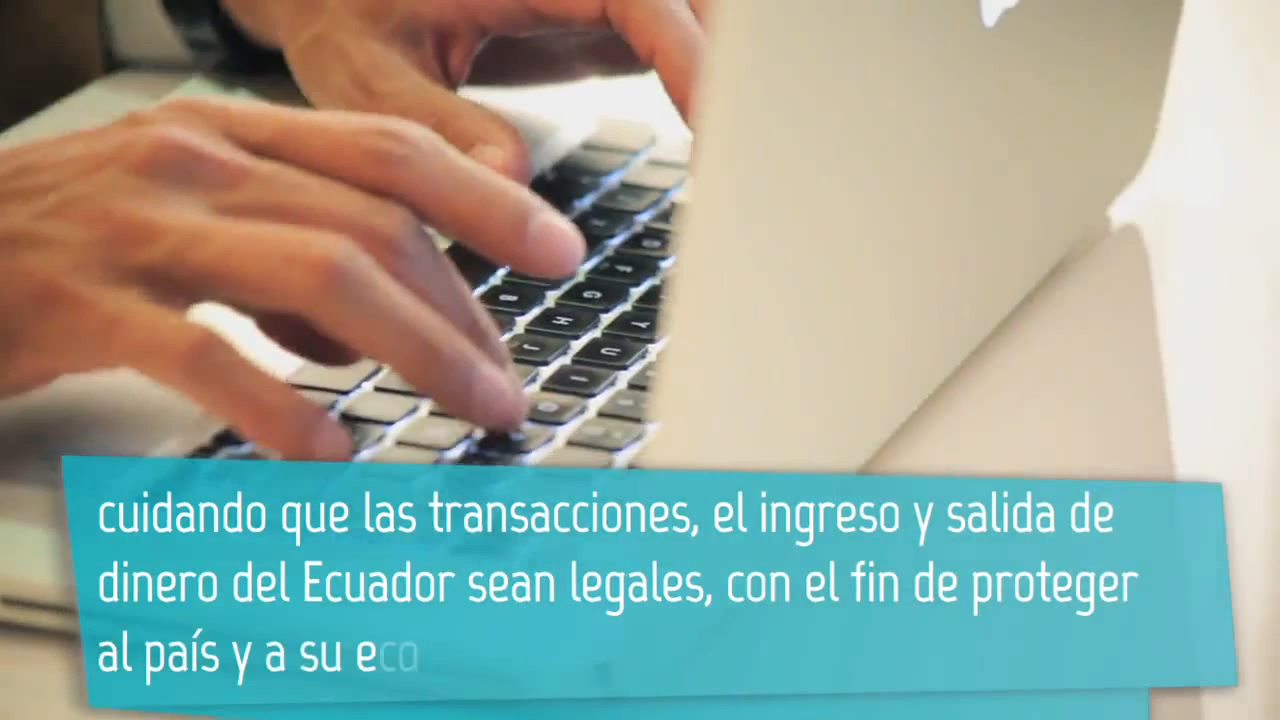 cuidando que las transacciones, el ingreso y salida de
dinero del Ecuador sean legales, con el fin de proteger
al país y a su eco